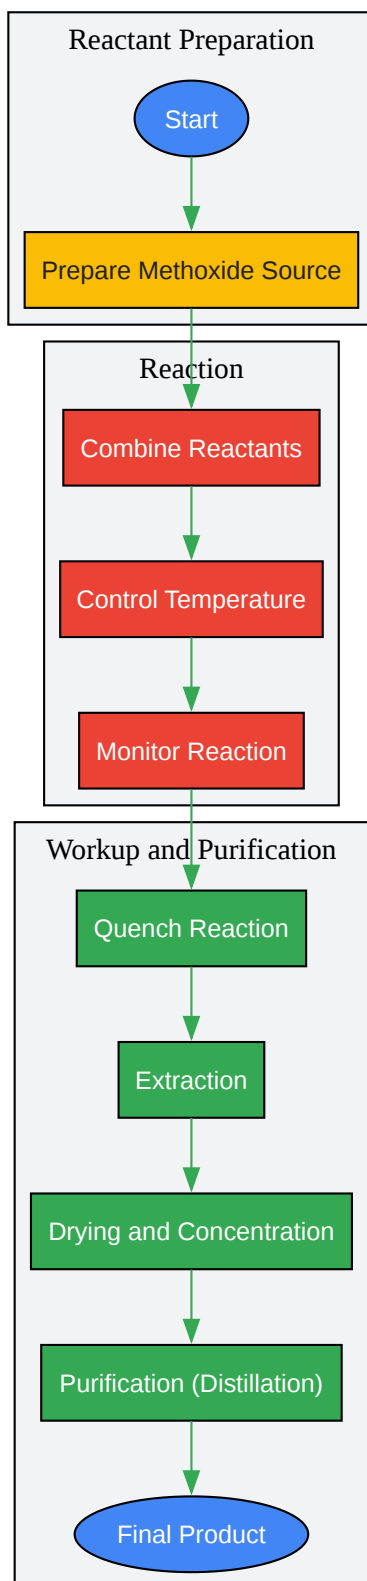 Reactant Preparation
Start
Prepare Methoxide Source
Reaction
Combine Reactants
Control Temperature
Monitor Reaction
Workup and Purification
Quench Reaction
Extraction
Drying and Concentration
Purification (Distillation)
Final Product